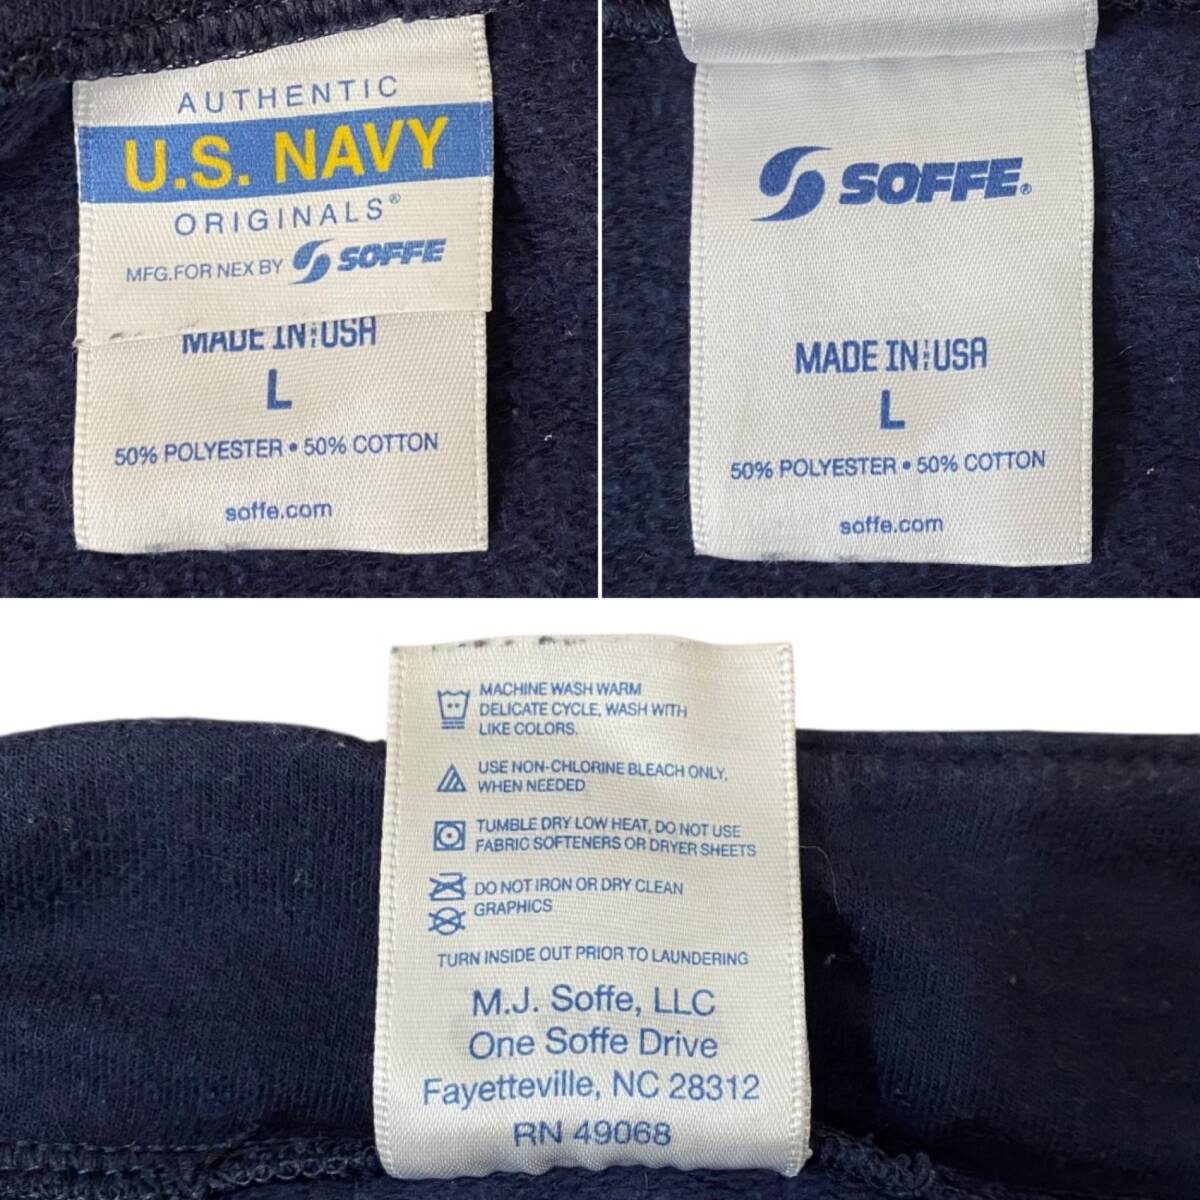 AUTHENTIC
U.S. NAVY
ORIGINALS®
MFG.FOR NEX BY SOFFE
MADE IN USA
L
50% POLYESTER • 50% COTTON
soffe.com
SOFFE®
MADE IN USA
L
50% POLYESTER • 50% COTTON
soffe.com
MACHINE WASH WARM
DELICATE CYCLE, WASH WITH
LIKE COLORS.
USE NON-CHLORINE BLEACH ONLY,
WHEN NEEDED
TUMBLE DRY LOW HEAT, DO NOT USE
FABRIC SOFTENERS OR DRYER SHEETS
DO NOT IRON OR DRY CLEAN
GRAPHICS
TURN INSIDE OUT PRIOR TO LAUNDERING
M.J. Soffe, LLC
One Soffe Drive
Fayetteville, NC 28312
RN 49068